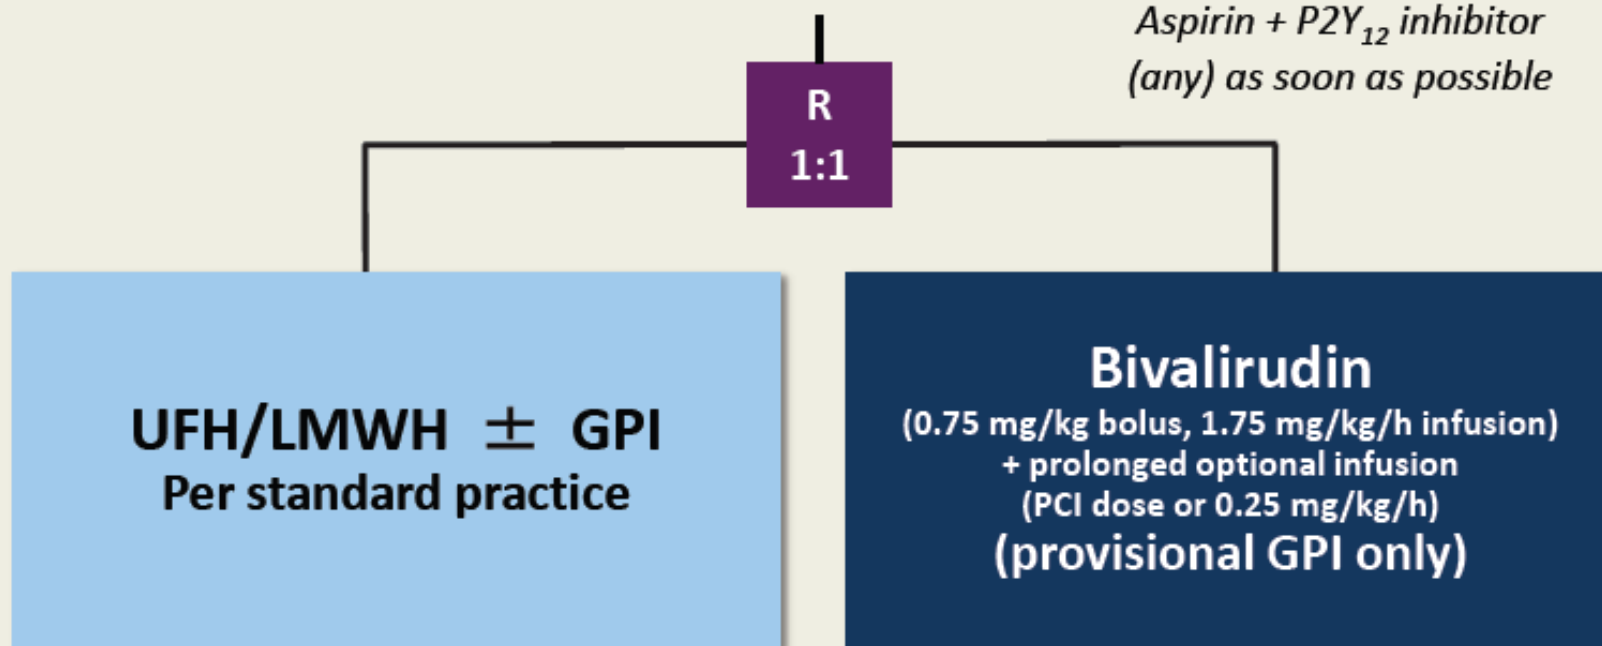 Aspirin + P2Y12 inhibitor
(any) as soon as possible
R
1:1
UFH/LMWH ± GPI
Per standard practice
Bivalirudin
(0.75 mg/kg bolus, 1.75 mg/kg/h infusion)
+ prolonged optional infusion
(PCI dose or 0.25 mg/kg/h)
(provisional GPI only)